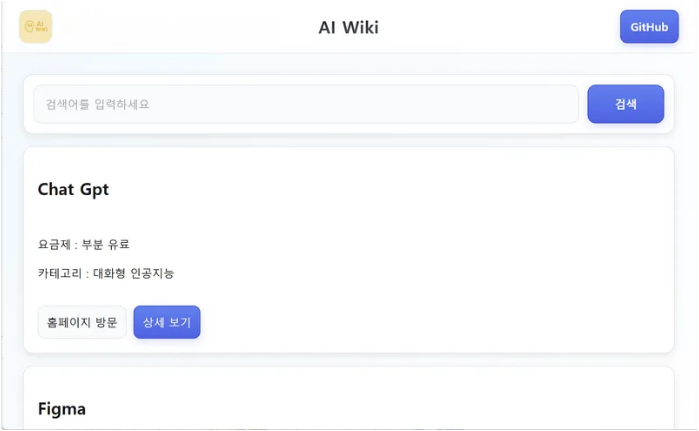 AI Wiki
AI Wiki
GitHub
검색어를 입력하세요
검색
Chat Gpt
요금제 : 부분 유료
카테고리 : 대화형 인공지능
홈페이지 방문
상세 보기
Figma